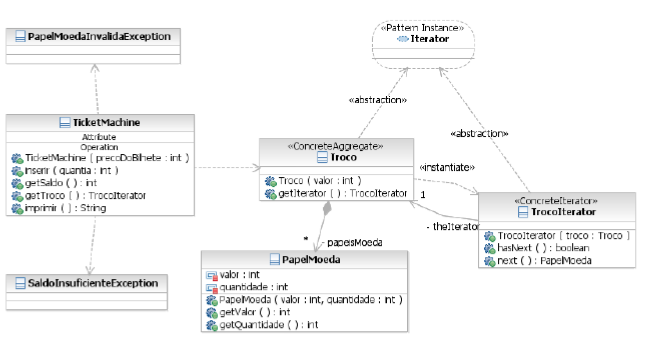 PapelMoedaInvalidaException
«Pattern Instance»
Iterator
«abstraction»
«abstraction»
TicketMachine
Attribute
Operation
TicketMachine [ precoDoBilhete : int )
inserir ( quantia : int )
getSaldo ( ) : int
getTroco ( ) : TrocoIterator
imprimir ( ) : String
«ConcreteAggregate»
Troco
Troco ( valor : int )
getIterator ( ) : TrocoIterator
«instantiate»
1
- theIterator
«ConcreteIterator»
TrocoIterator
TrocoIterator [ troco : Troco ]
hasNext ( ) : boolean
next ( ) : PapelMoeda
*
- papeisMoeda
PapelMoeda
valor : int
quantidade : int
PapelMoeda ( valor : int, quantidade : int )
getValor ( ) : int
getQuantidade ( ) : int
SaldoInsuficienteException